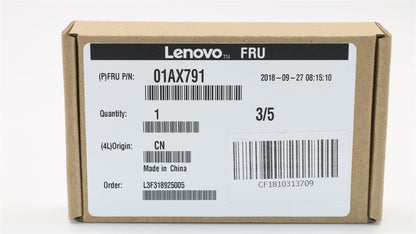 Lenovo™ FRU
(P)FRU P/N: 01AX791 2018-09-27 08:15:10
Quantity: 1 3/5
(4L)Origin: CN
Made in China
Order: L3F318925005
CF1810313709